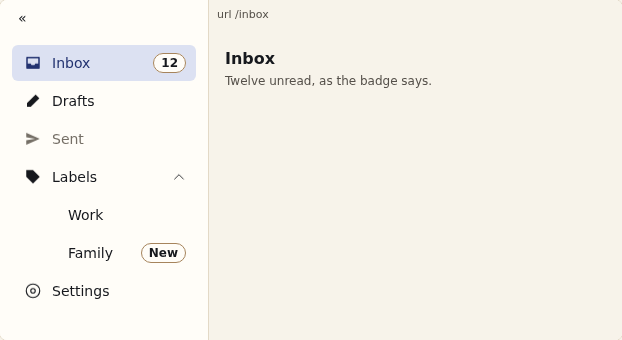 «
Inbox 12
Drafts
Sent
Labels
Work
Family New
Settings
url /inbox
Inbox
Twelve unread, as the badge says.